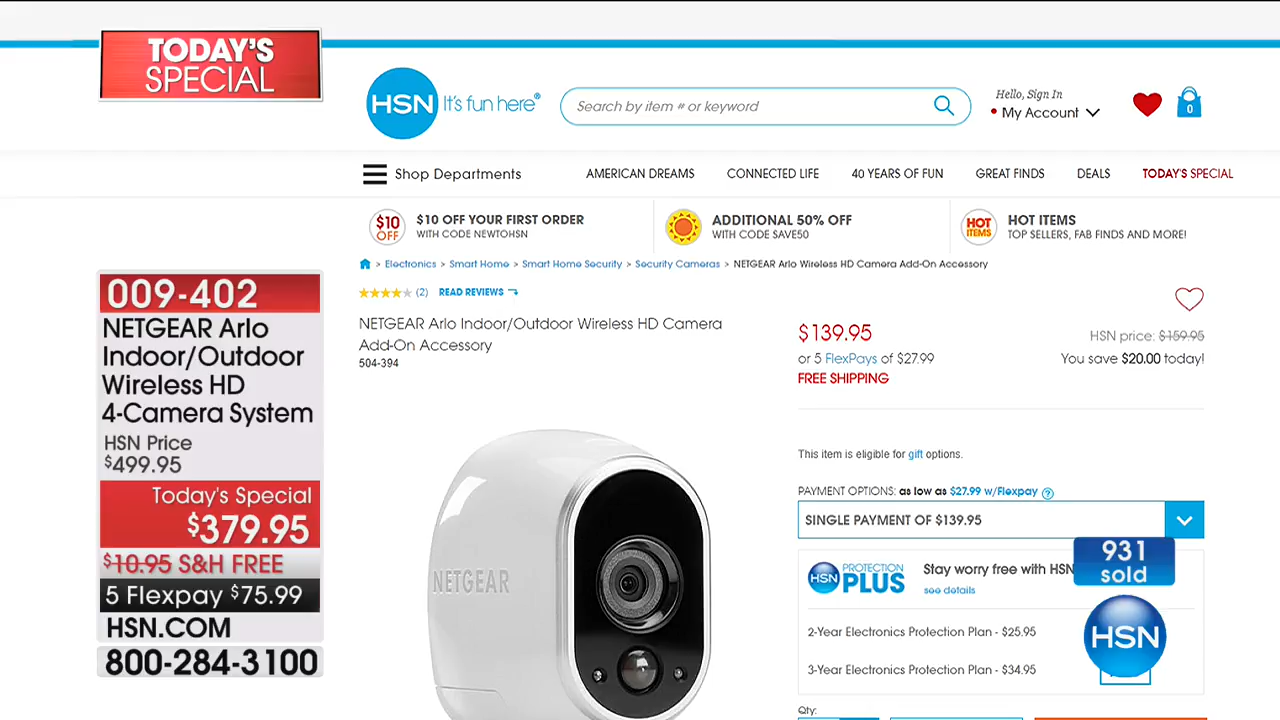 TODAY'S
SPECIAL
HSN It's fun here®
Search by item # or keyword
Hello, Sign In
My Account
0
Shop Departments
AMERICAN DREAMS
CONNECTED LIFE
40 YEARS OF FUN
GREAT FINDS
DEALS
TODAY'S SPECIAL
$10
OFF
$10 OFF YOUR FIRST ORDER
WITH CODE NEWTOHSN
ADDITIONAL 50% OFF
WITH CODE SAVE50
HOT
ITEMS
HOT ITEMS
TOP SELLERS, FAB FINDS AND MORE!
> Electronics > Smart Home > Smart Home Security > Security Cameras > NETGEAR Arlo Wireless HD Camera Add-On Accessory
(2) READ REVIEWS
NETGEAR Arlo Indoor/Outdoor Wireless HD Camera
Add-On Accessory
504-394
$139.95
HSN price: $159.95
or 5 FlexPays of $27.99
You save $20.00 today!
FREE SHIPPING
This item is eligible for gift options.
PAYMENT OPTIONS: as low as $27.99 w/Flexpay ?
SINGLE PAYMENT OF $139.95
HSN PROTECTION
PLUS
Stay worry free with HSN
see details
2-Year Electronics Protection Plan - $25.95
3-Year Electronics Protection Plan - $34.95
Qty:
931
sold
HSN
NETGEAR
009-402
NETGEAR Arlo
Indoor/Outdoor
Wireless HD
4-Camera System
HSN Price
$499.95
Today's Special
$379.95
$10.95 S&H FREE
5 Flexpay $75.99
HSN.COM
800-284-3100